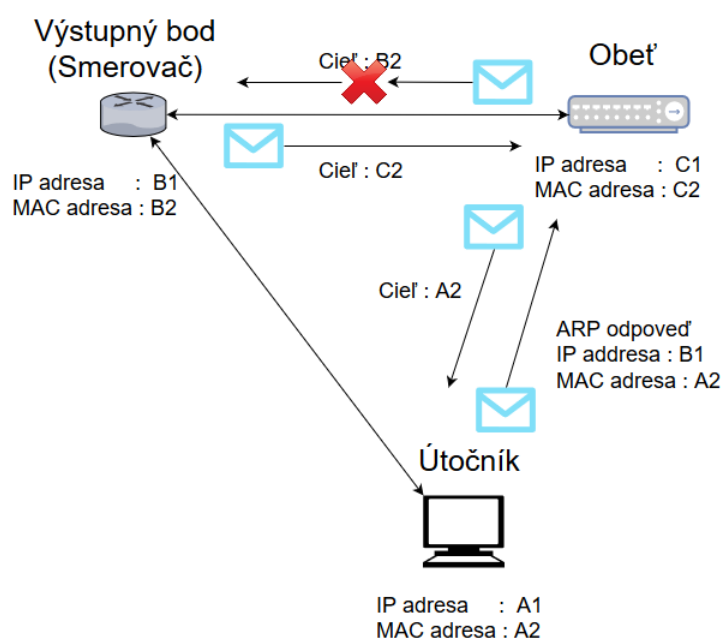 Výstupný bod
(Smerovač)
Cieľ : B2
Obeť
Cieľ : C2
IP adresa : B1
MAC adresa : B2
IP adresa : C1
MAC adresa : C2
Cieľ : A2
ARP odpoveď
IP addresa : B1
MAC adresa : A2
Útočník
IP adresa : A1
MAC adresa : A2